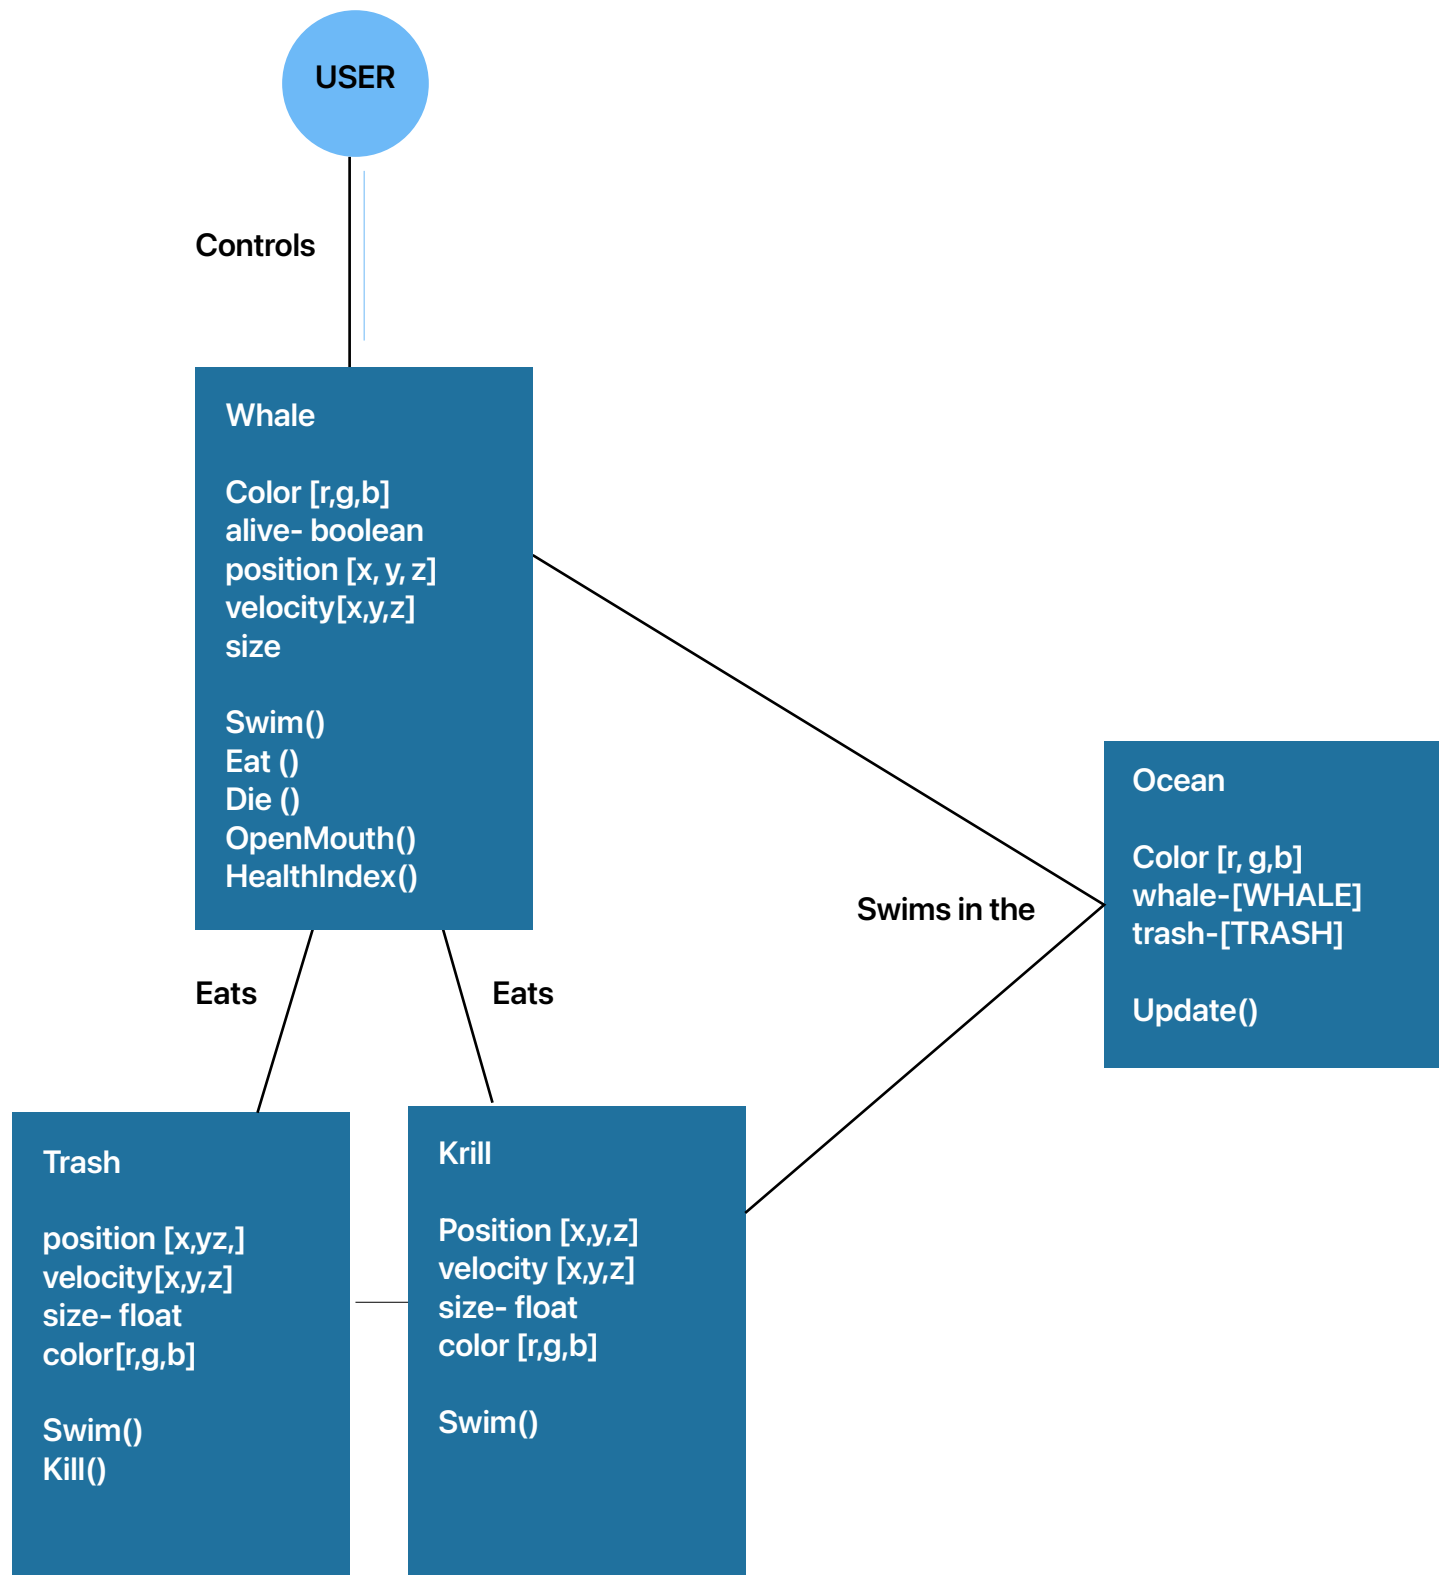 USER
Controls
Whale
Color [r,g,b]
alive- boolean
position [x, y, z]
velocity[x,y,z]
size
Swim()
Eat ()
Die ()
OpenMouth()
HealthIndex()
Ocean
Color [r, g,b]
whale-[WHALE]
trash-[TRASH]
Update()
Swims in the
Eats
Eats
Trash
position [x,yz,]
velocity[x,y,z]
size- float
color[r,g,b]
Swim()
Kill()
Krill
Position [x,y,z]
velocity [x,y,z]
size- float
color [r,g,b]
Swim()